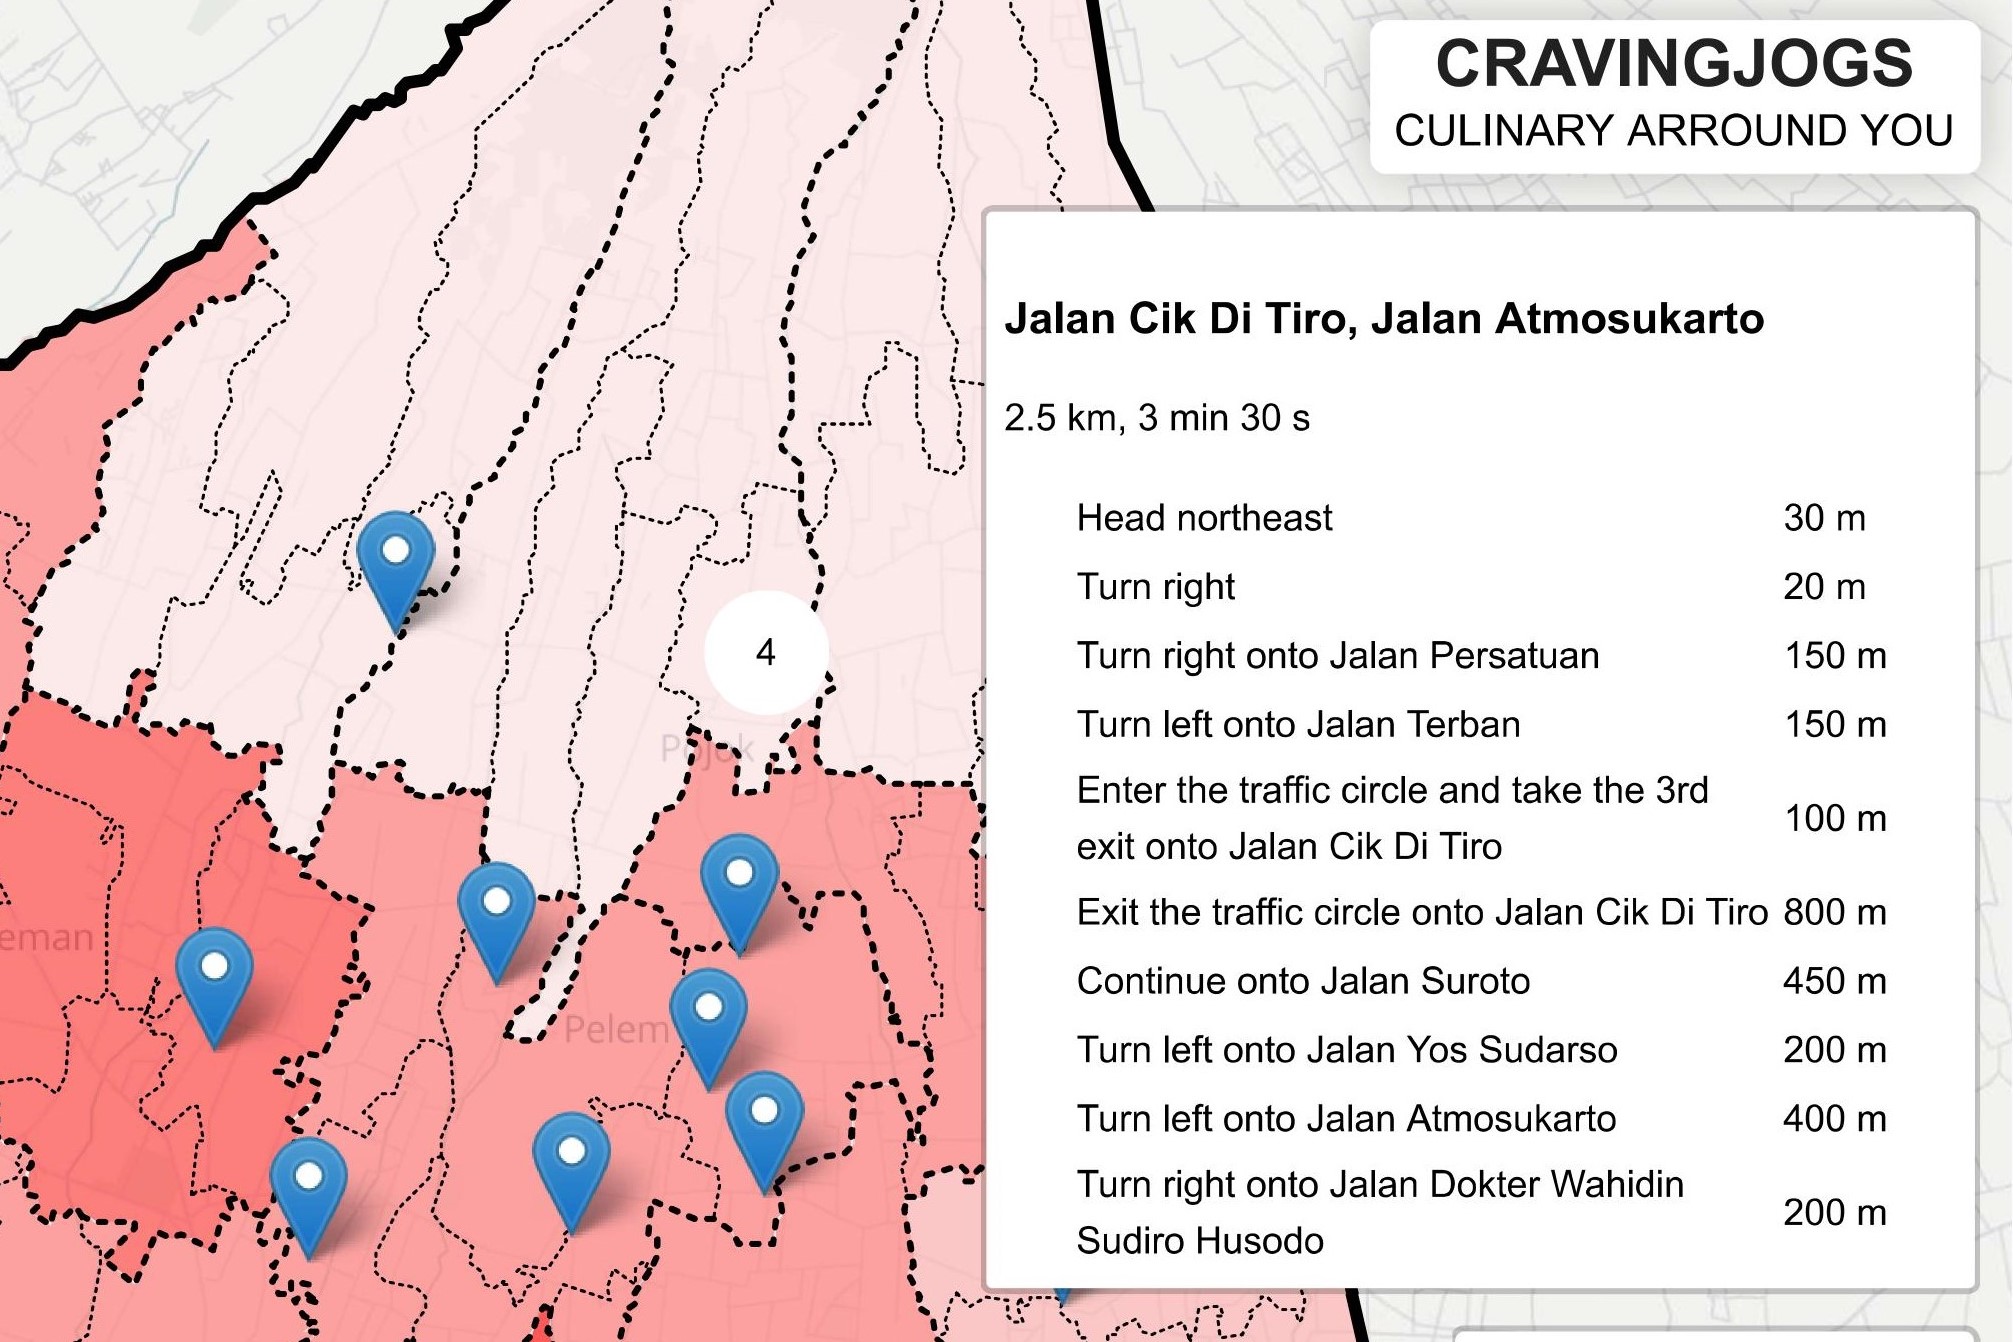 CRAVINGJOGS
CULINARY ARROUND YOU
Jalan Cik Di Tiro, Jalan Atmosukarto
2.5 km, 3 min 30 s
Head northeast 30 m
Turn right 20 m
Turn right onto Jalan Persatuan 150 m
Turn left onto Jalan Terban 150 m
Enter the traffic circle and take the 3rd
exit onto Jalan Cik Di Tiro 100 m
Exit the traffic circle onto Jalan Cik Di Tiro 800 m
Continue onto Jalan Suroto 450 m
Turn left onto Jalan Yos Sudarso 200 m
Turn left onto Jalan Atmosukarto 400 m
Turn right onto Jalan Dokter Wahidin
Sudiro Husodo 200 m
4
Pojok
eman
Pelem